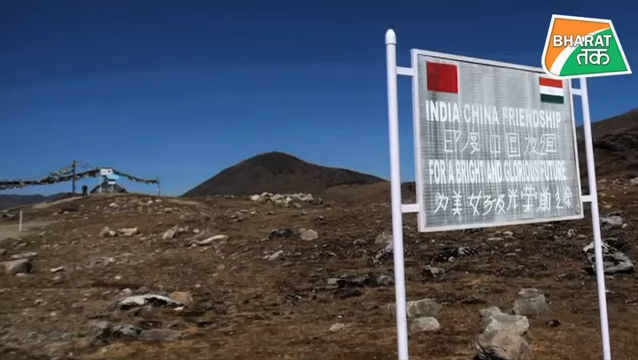 BHARAT
तक
INDIA CHINA FRIENDSHIP
印度中国友谊
FOR A BRIGHT AND GLORIOUS FUTURE